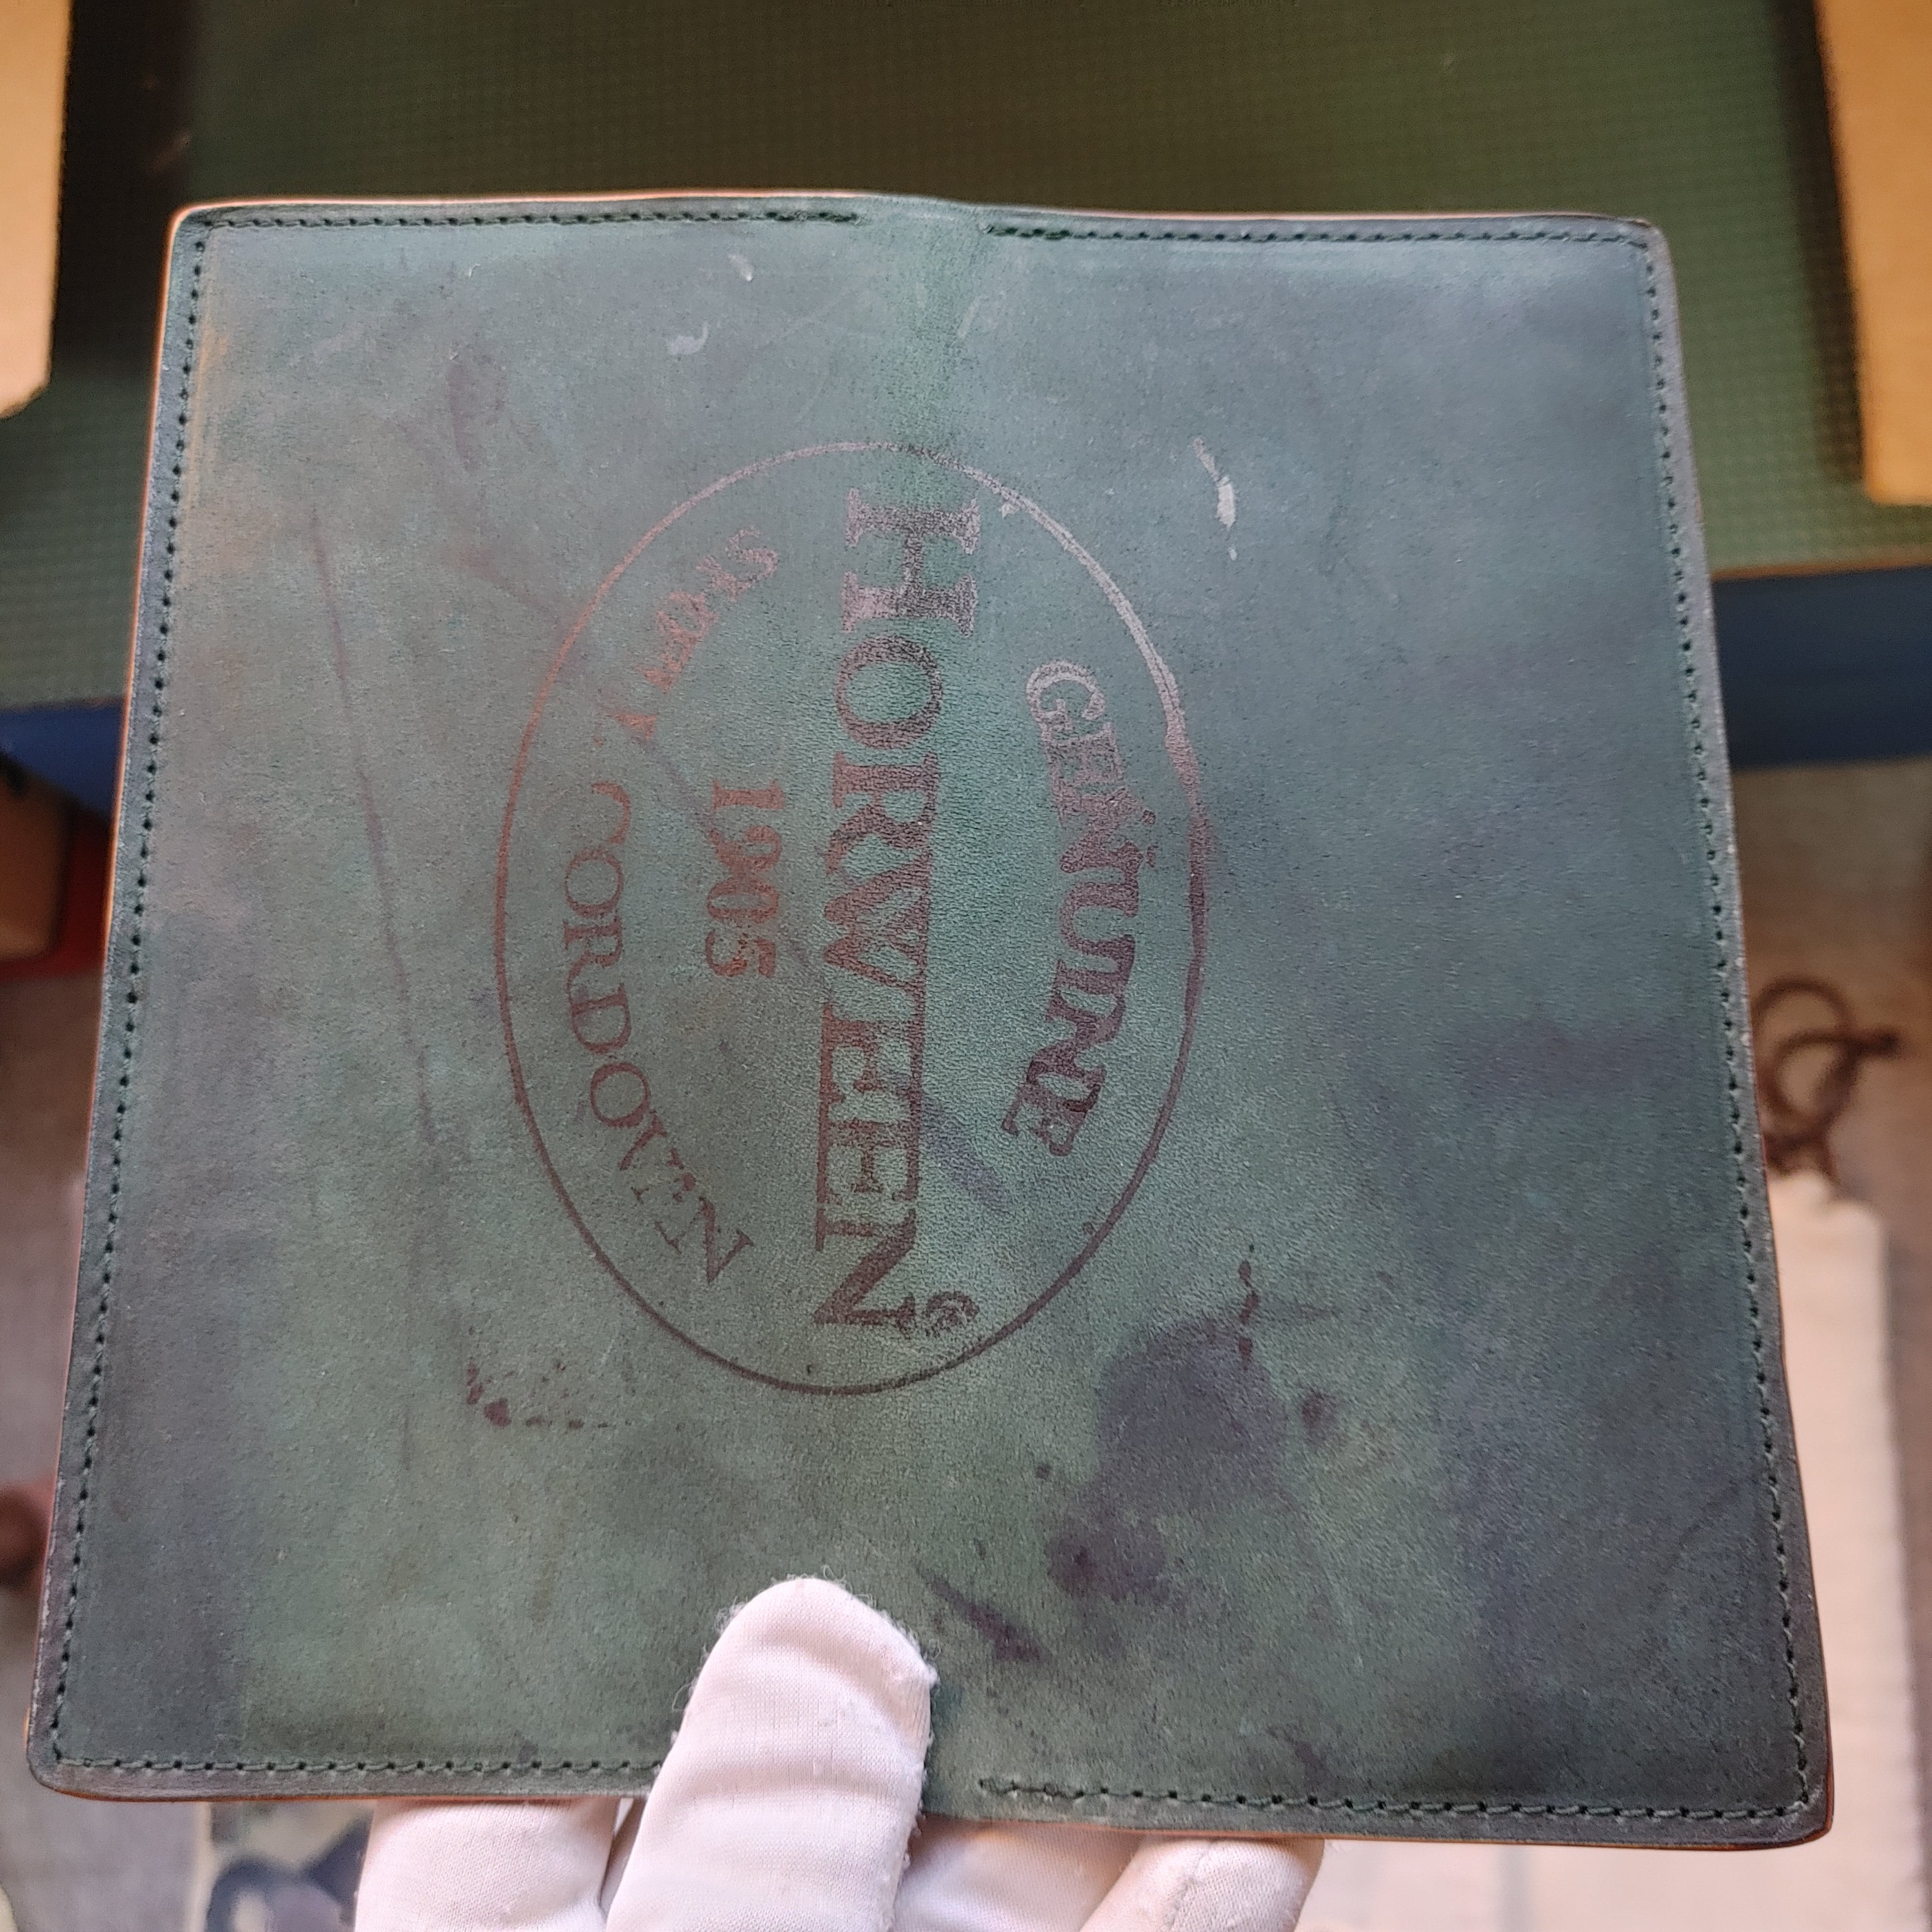 GENUINE
HORWEEN ®
1905
SHELL CORDOVAN